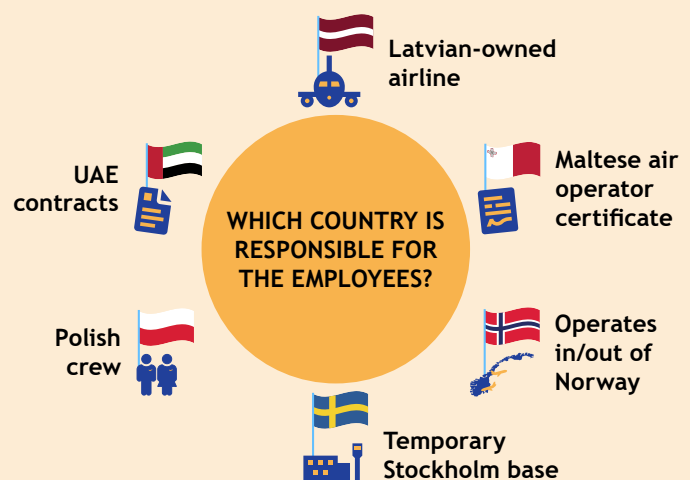 Latvian-owned
airline
Maltese air
operator
certificate
Operates
in/out of
Norway
Temporary
Stockholm base
Polish
crew
UAE
contracts
WHICH COUNTRY IS
RESPONSIBLE FOR
THE EMPLOYEES?